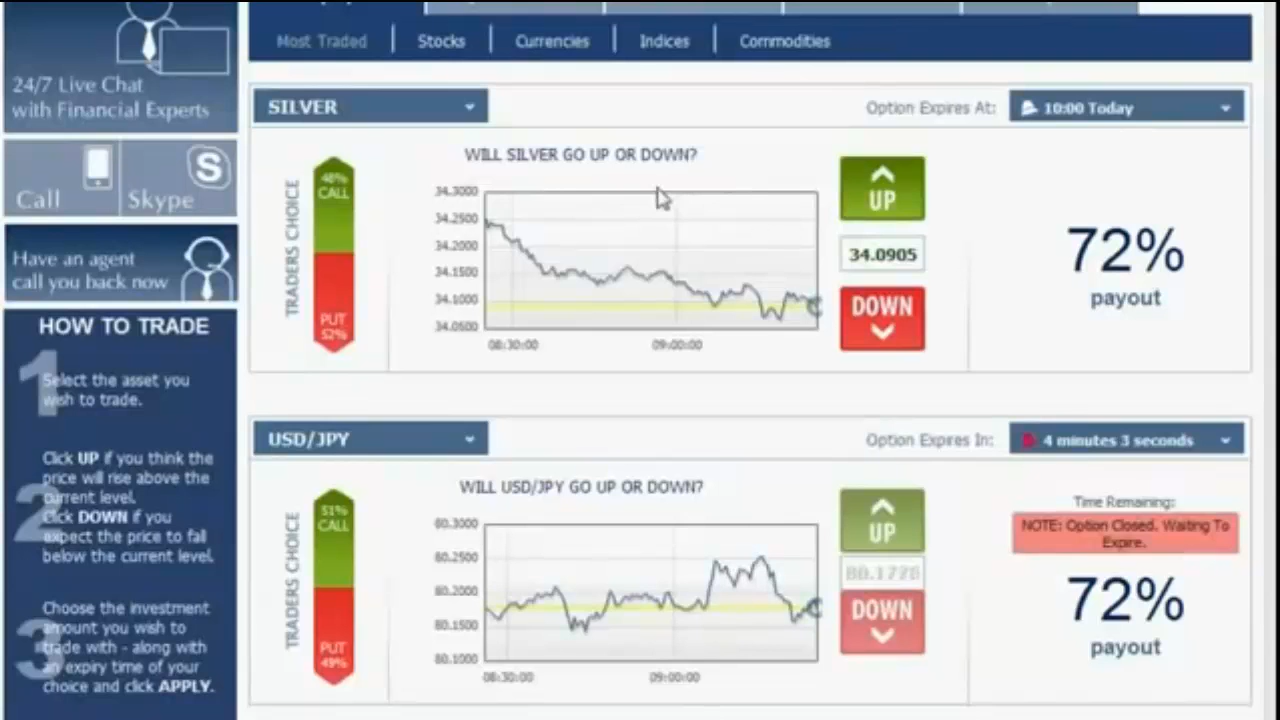 24/7 Live Chat
with Financial Experts
Call
Skype
Have an agent
call you back now
HOW TO TRADE
1
Select the asset you
wish to trade.
2
Click UP if you think the
price will rise above the
current level.
Click DOWN if you
expect the price to fall
below the current level.
3
Choose the investment
amount you wish to
trade with - along with
an expiry time of your
choice and click APPLY.
Most Traded
Stocks
Currencies
Indices
Commodities
SILVER
Option Expires At:
10:00 Today
WILL SILVER GO UP OR DOWN?
TRADERS CHOICE
48%
CALL
PUT
52%
34.3000
34.2500
34.2000
34.1500
34.1000
34.0500
08:30:00
09:00:00
UP
34.0905
DOWN
72%
payout
USD/JPY
Option Expires In:
4 minutes 3 seconds
WILL USD/JPY GO UP OR DOWN?
TRADERS CHOICE
51%
CALL
PUT
49%
80.3000
80.2500
80.2000
80.1500
80.1000
08:30:00
09:00:00
UP
DOWN
Time Remaining:
NOTE: Option Closed. Waiting To
Expire.
72%
payout